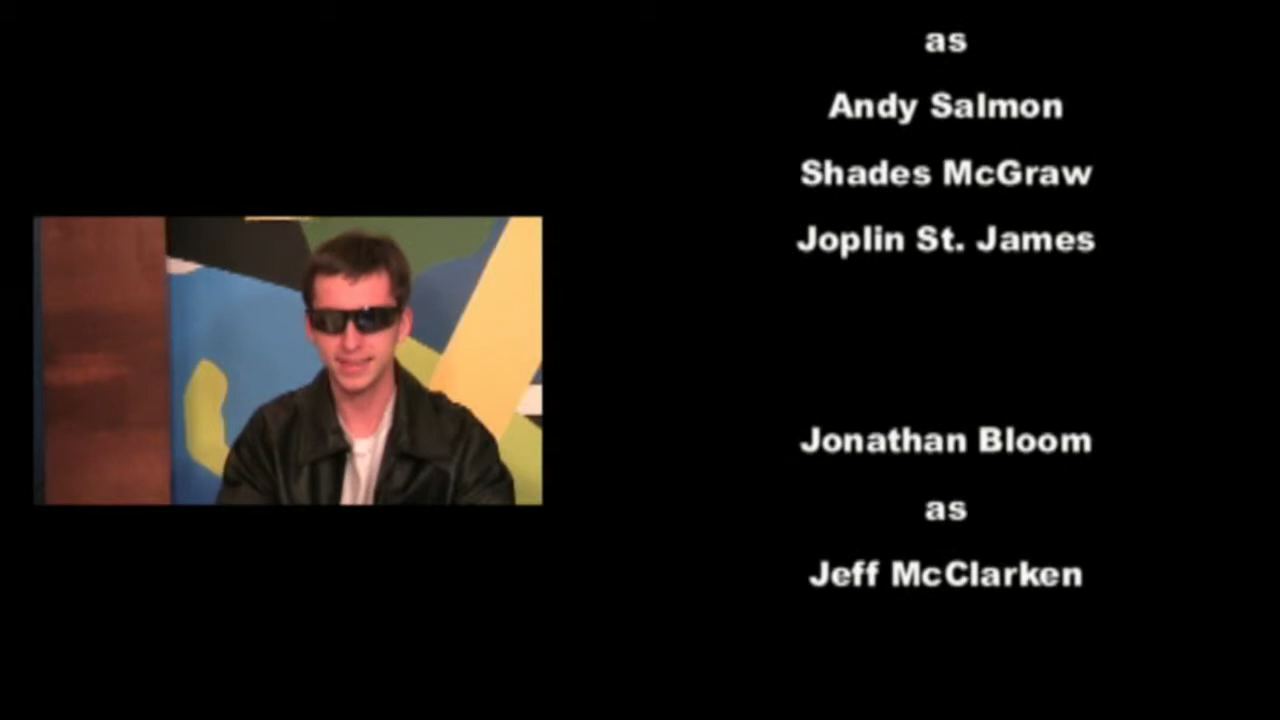 as
Andy Salmon
Shades McGraw
Joplin St. James
Jonathan Bloom
as
Jeff McClarken